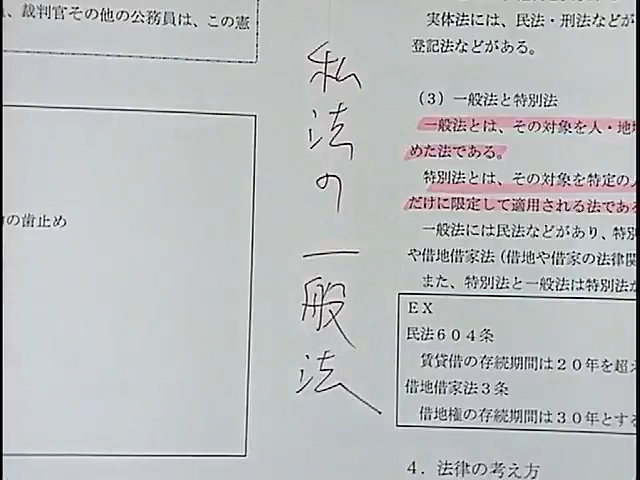 、裁判官その他の公務員は、この憲
の歯止め
私法の一般法
実体法には、民法・刑法などが
登記法などがある。
（３）一般法と特別法
一般法とは、その対象を人・地
めた法である。
特別法とは、その対象を特定の
だけに限定して適用される法であ
一般法には民法などがあり、特別
や借地借家法（借地や借家の法律関
また、特別法と一般法は特別法が
ＥＸ
民法６０４条
賃貸借の存続期間は２０年を超え
借地借家法３条
借地権の存続期間は３０年とする
４．法律の考え方